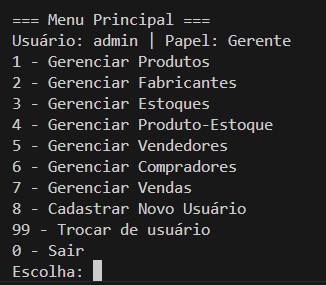 === Menu Principal ===
Usuário: admin | Papel: Gerente
1 - Gerenciar Produtos
2 - Gerenciar Fabricantes
3 - Gerenciar Estoques
4 - Gerenciar Produto-Estoque
5 - Gerenciar Vendedores
6 - Gerenciar Compradores
7 - Gerenciar Vendas
8 - Cadastrar Novo Usuário
99 - Trocar de usuário
0 - Sair
Escolha: